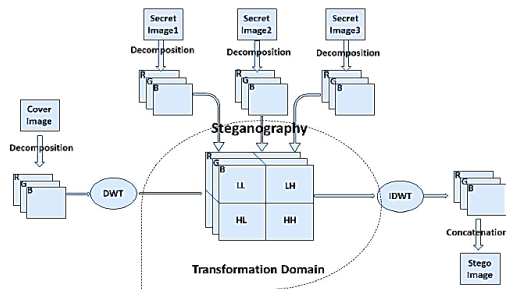 Secret
Image1
Secret
Image2
Secret
Image3
Decomposition
Decomposition
Decomposition
R
G
B
R
G
B
R
G
B
Cover
Image
Steganography
Decomposition
R
G
B
DWT
R
G
B
LL
LH
HL
HH
IDWT
R
G
B
Concatenation
Stego
Image
Transformation Domain